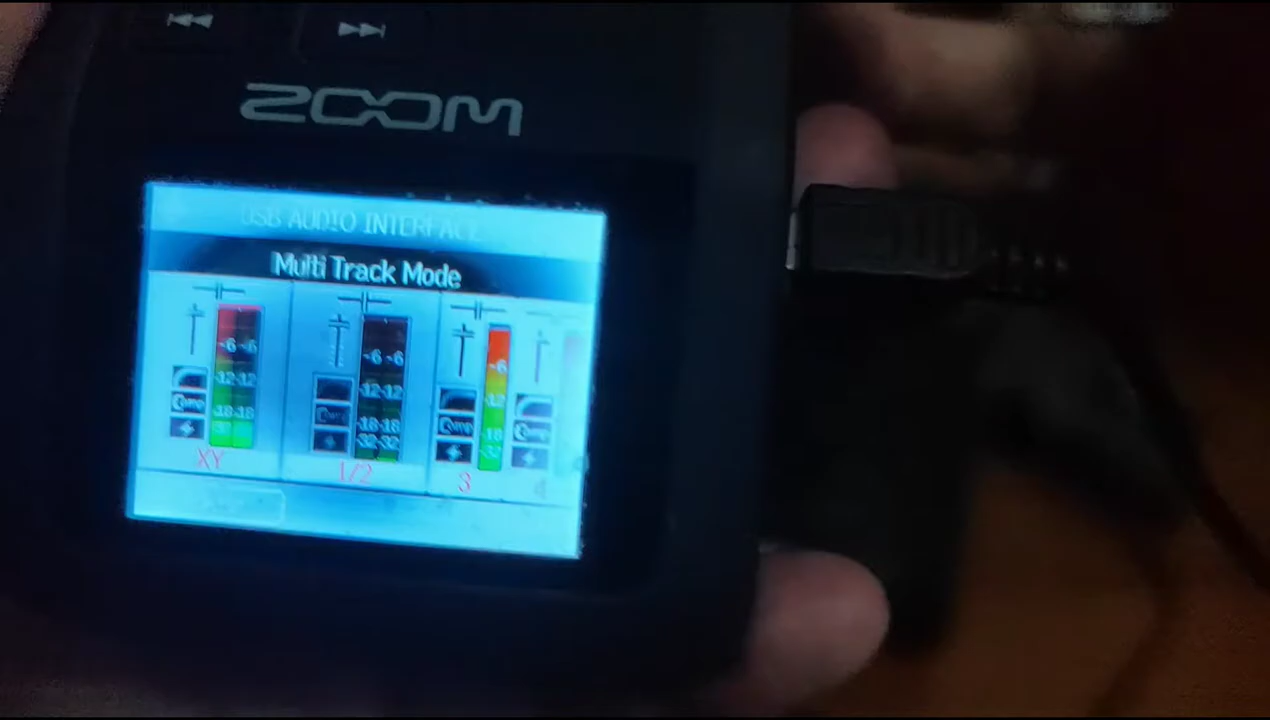 ZOOM
USB AUDIO INTERFACE
Multi Track Mode
-6 -6 -6 -6 -6
-12 -12 -12 -12 -12
-18 -18 -18 -18 -18
-32 -32 -32
XY 1/2 3 4